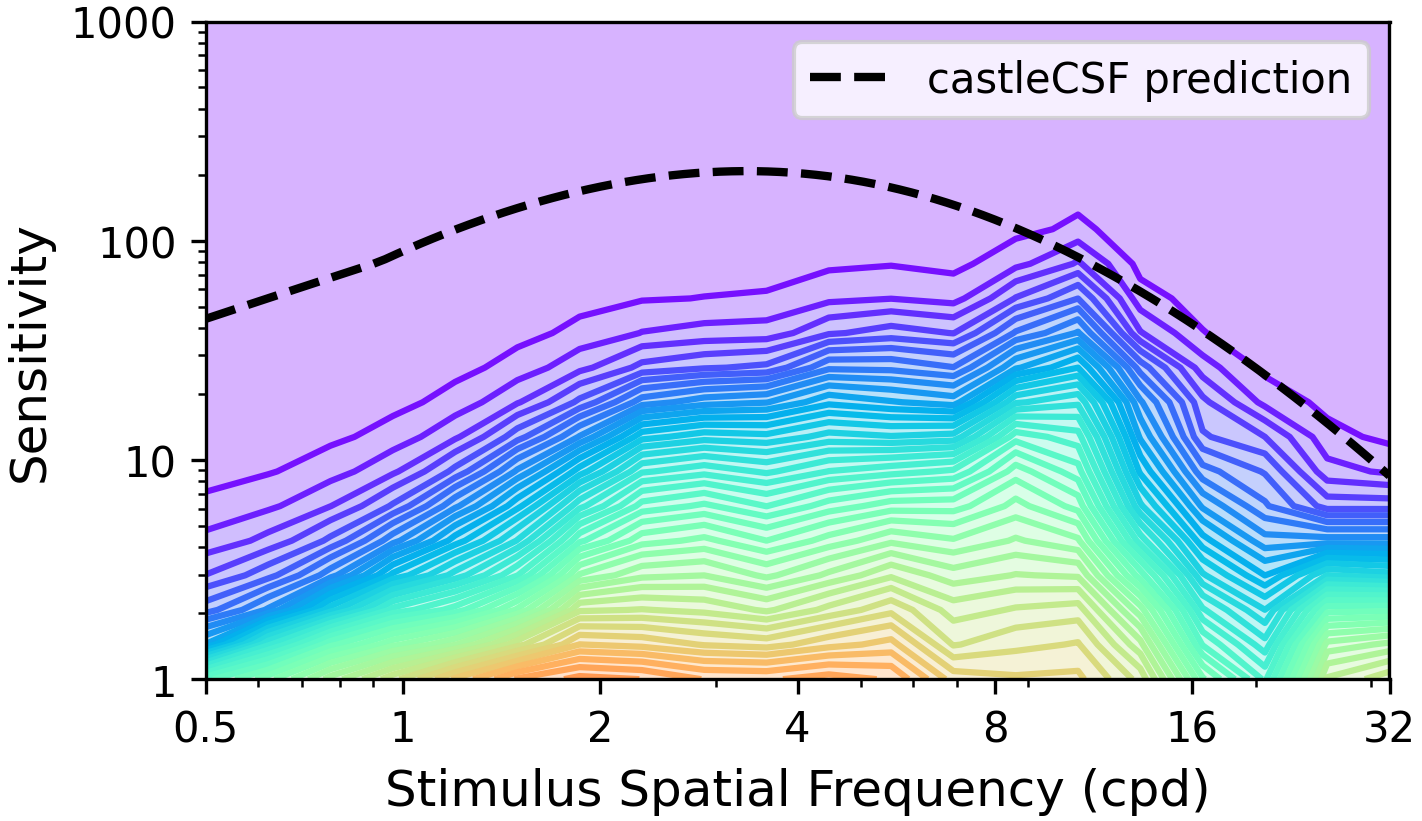 1000
castleCSF prediction
100
Sensitivity
10
1
0.5 1 2 4 8 16 32
Stimulus Spatial Frequency (cpd)